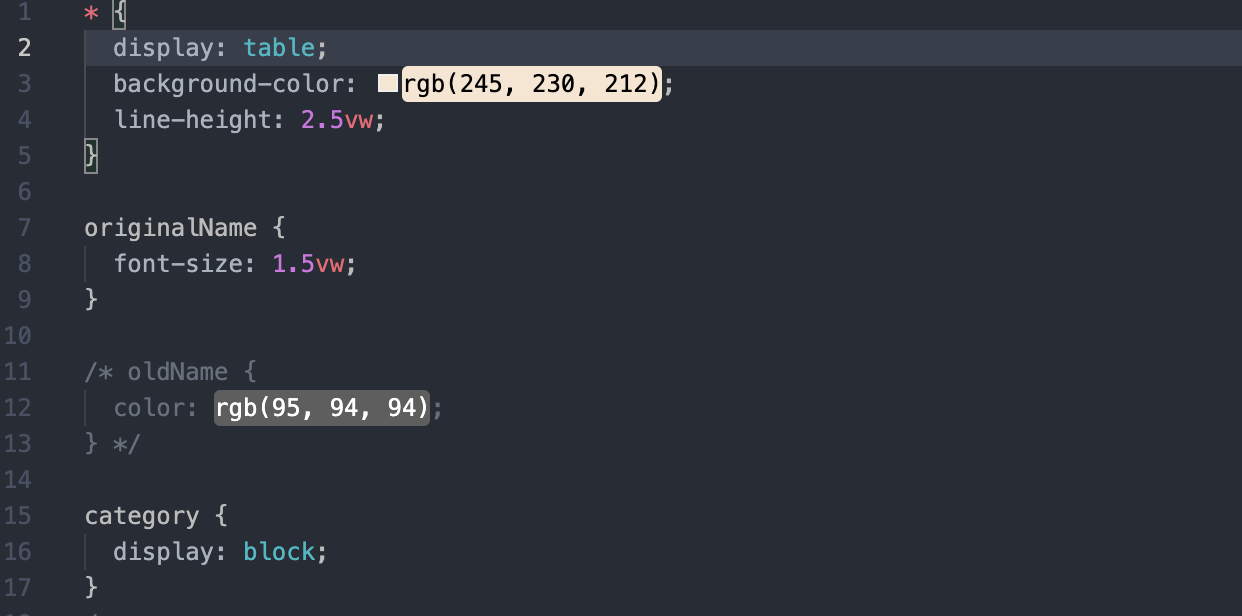 1 * {
2 display: table;
3 background-color: rgb(245, 230, 212);
4 line-height: 2.5vw;
5 }
6
7 originalName {
8 font-size: 1.5vw;
9 }
10
11 /* oldName {
12 color: rgb(95, 94, 94);
13 } */
14
15 category {
16 display: block;
17 }